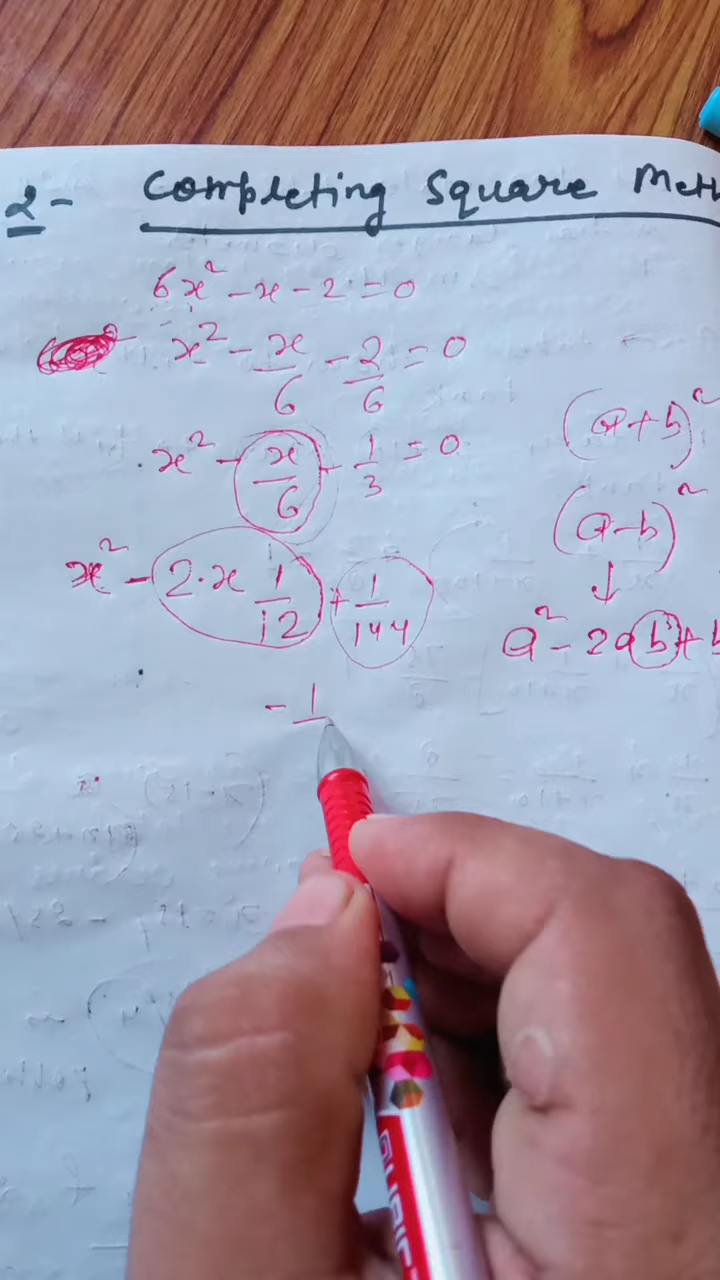 2- Completing Square Meth
6x² - x - 2 = 0
x² - x/6 - 2/6 = 0
x² - x/6 - 1/3 = 0
(a+b)²
(a-b)²
↓
x² - 2·x 1/12 + 1/144
a² - 2ab + b
- 1